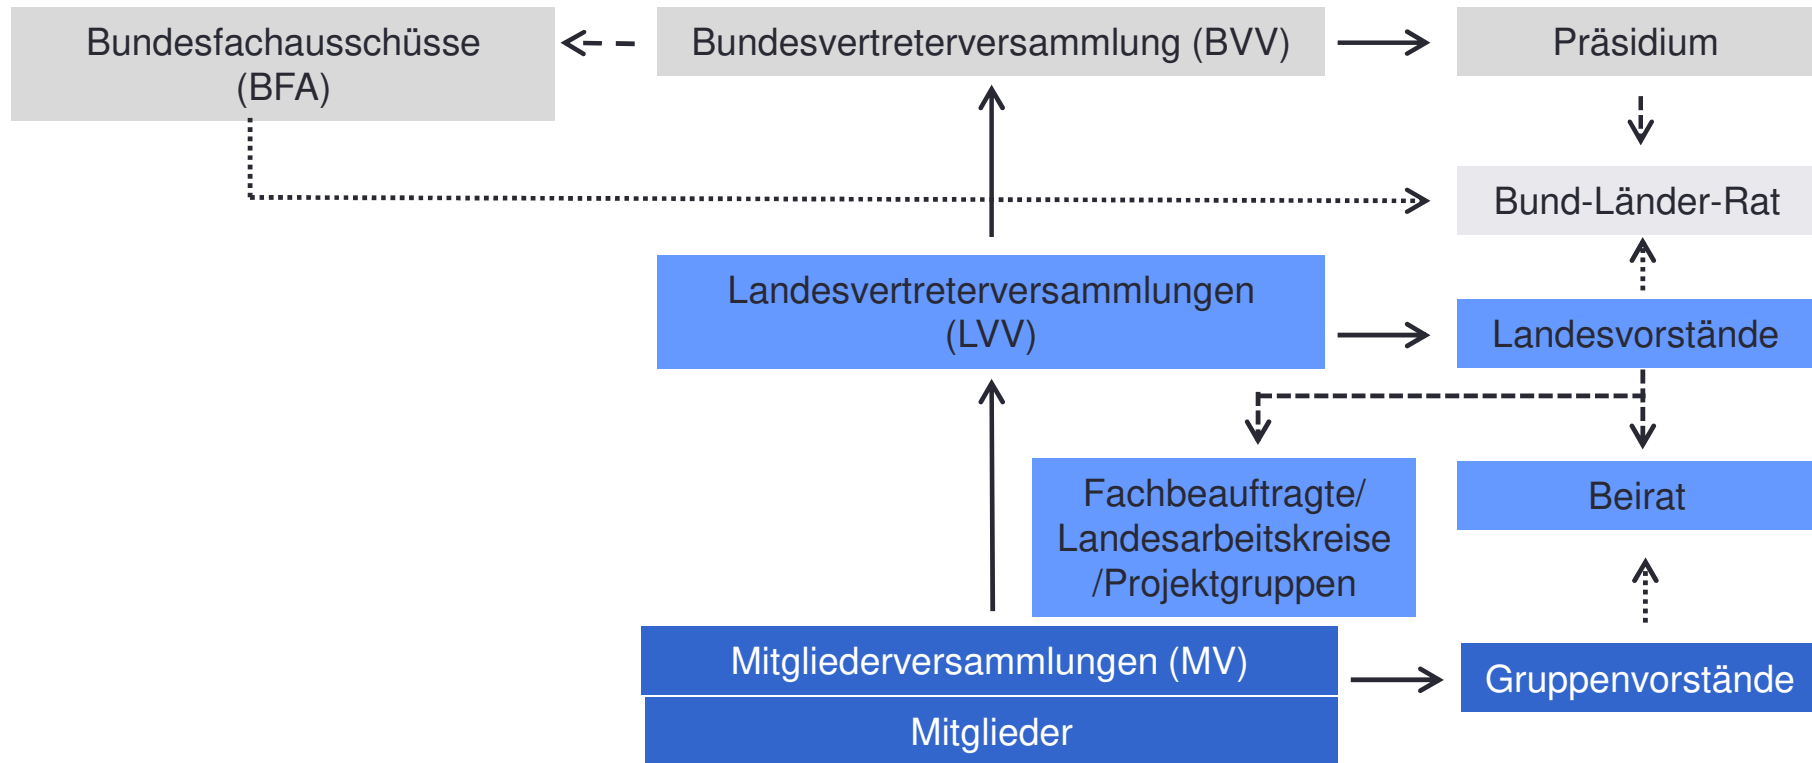 Bundesfachausschüsse
(BFA)
Bundesvertreterversammlung (BVV)
Präsidium
Bund-Länder-Rat
Landesvertreterversammlungen
(LVV)
Landesvorstände
Fachbeauftragte/
Landesarbeitskreise
/Projektgruppen
Beirat
Mitgliederversammlungen (MV)
Gruppenvorstände
Mitglieder